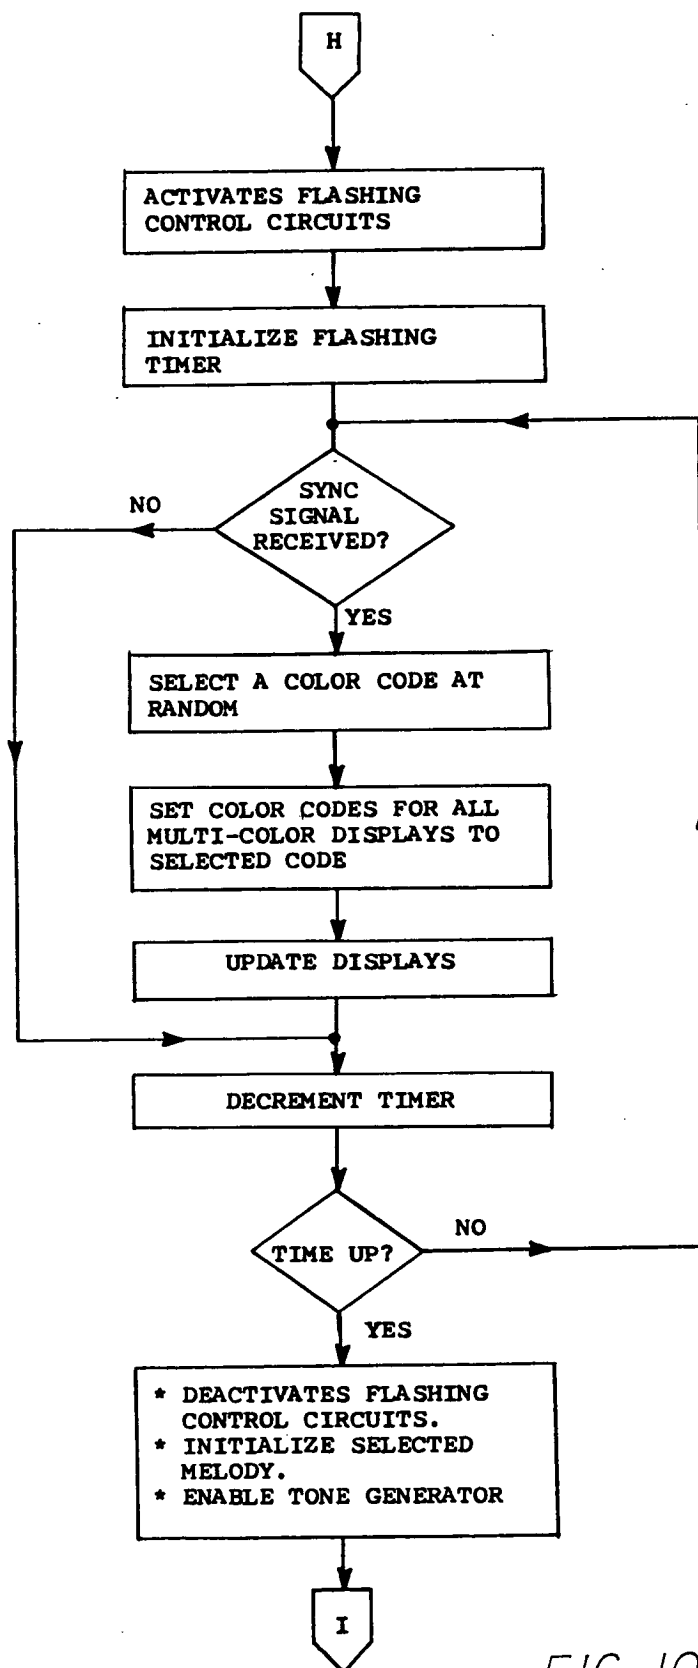 H
ACTIVATES FLASHING
CONTROL CIRCUITS
INITIALIZE FLASHING
TIMER
SYNC
SIGNAL
RECEIVED?
NO
YES
SELECT A COLOR CODE AT
RANDOM
SET COLOR CODES FOR ALL
MULTI-COLOR DISPLAYS TO
SELECTED CODE
UPDATE DISPLAYS
DECREMENT TIMER
TIME UP?
NO
YES
* DEACTIVATES FLASHING
CONTROL CIRCUITS.
* INITIALIZE SELECTED
MELODY.
* ENABLE TONE GENERATOR
I
FIG. 10